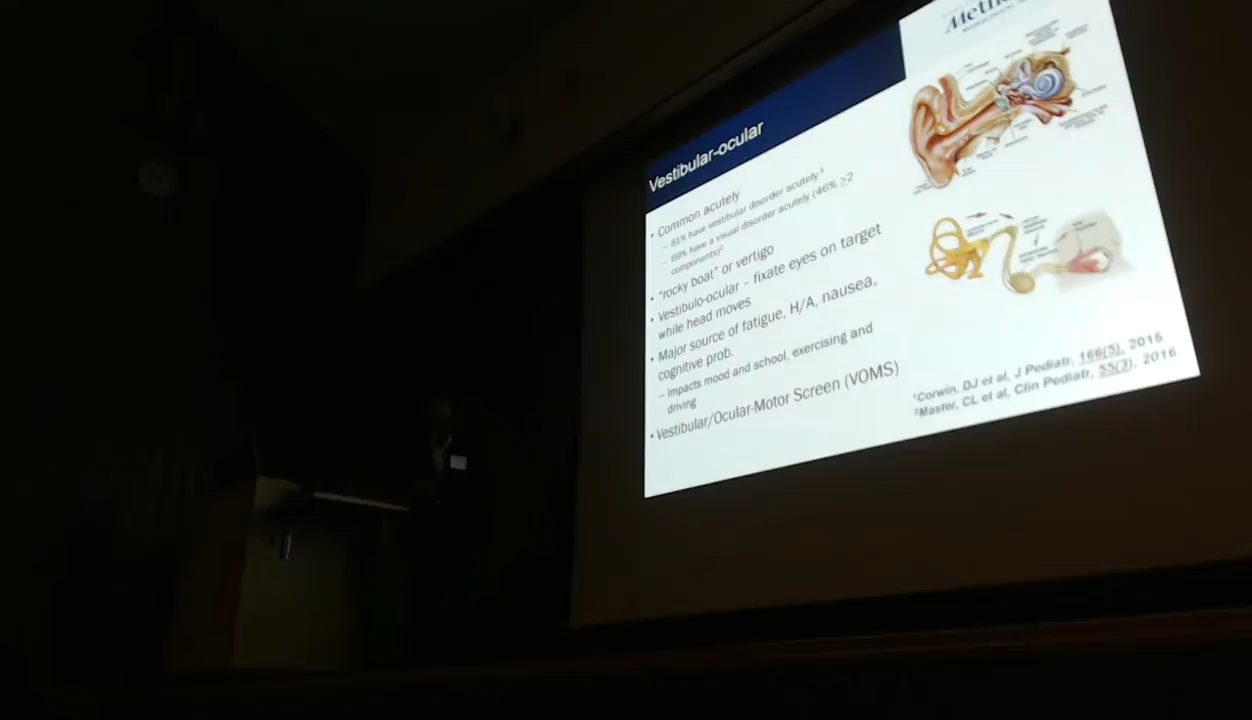 Vestibular-ocular
• Common acutely
– 81% have vestibular disorder acutely.¹
– 69% have a visual disorder acutely (46% ≥2
components)²
• "rocky boat" or vertigo
• Vestibulo-ocular – fixate eyes on target
while head moves
• Major source of fatigue, H/A, nausea,
cognitive prob.
– Impacts mood and school, exercising and
driving
• Vestibular/Ocular-Motor Screen (VOMS)
¹Corwin, DJ et al, J Pediatr, 166(5), 2015
²Master, CL et al, Clin Pediatr, 55(3), 2016